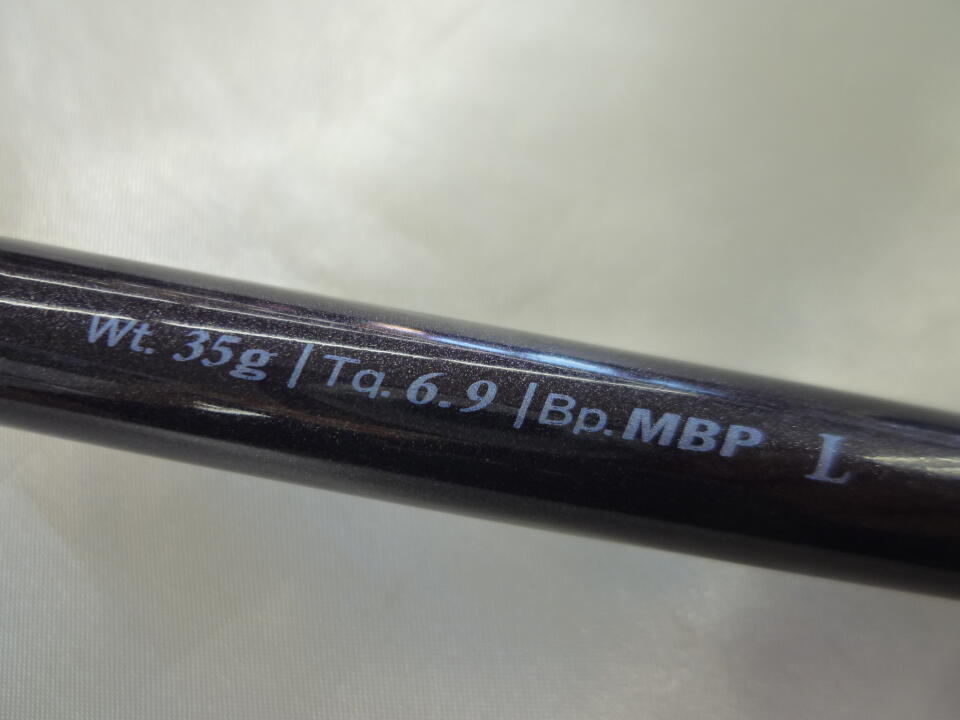 Wt. 35g | Tq. 6.9 | Bp. MBP L